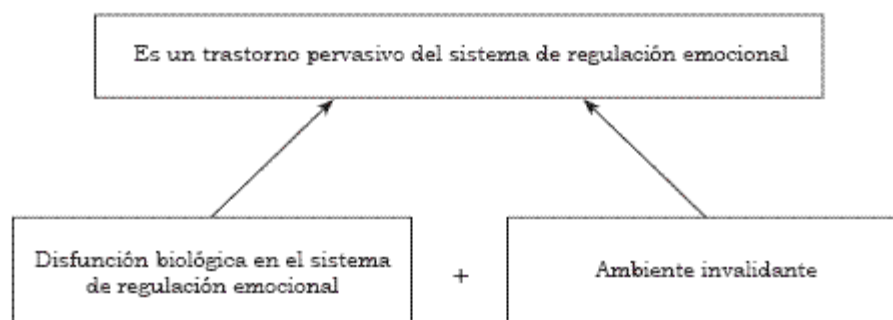 Es un trastorno pervasivo del sistema de regulación emocional
Disfunción biológica en el sistema
de regulación emocional
+
Ambiente invalidante